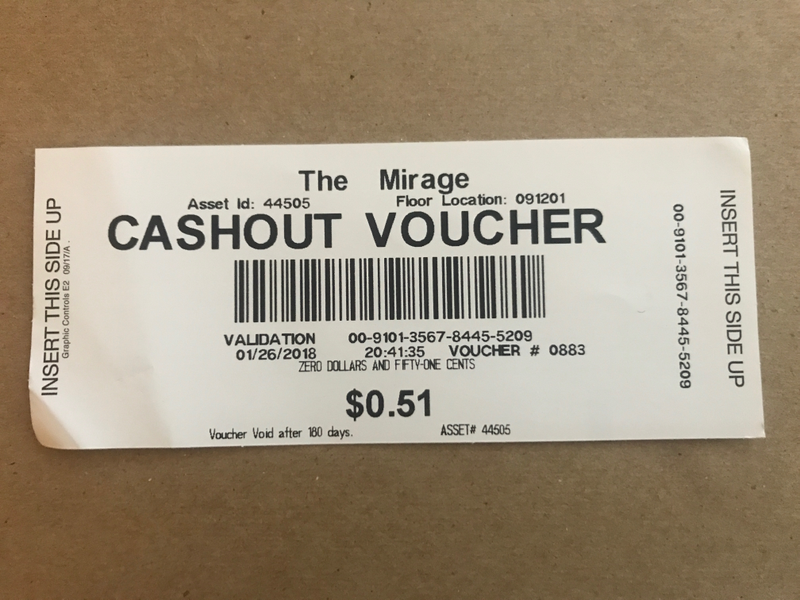 INSERT THIS SIDE UP
Graphic Controls E2 09/17/A .
The Mirage
Asset Id: 44505 Floor Location: 091201
CASHOUT VOUCHER
VALIDATION 00-9101-3567-8445-5209
01/26/2018 20:41:35 VOUCHER # 0883
ZERO DOLLARS AND FIFTY-ONE CENTS
$0.51
Voucher Void after 180 days. ASSET# 44505
00-9101-3567-8445-5209
INSERT THIS SIDE UP